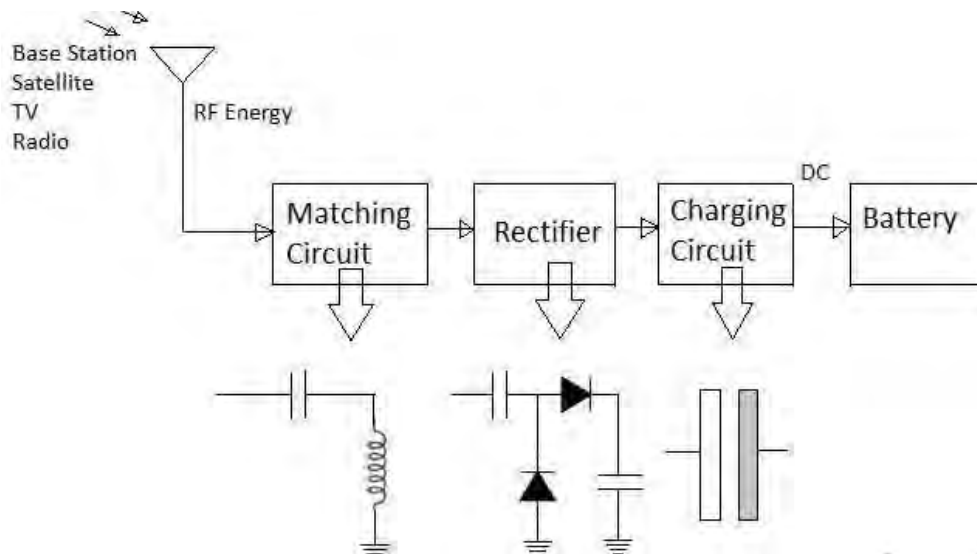 Base Station
Satellite
TV
Radio
RF Energy
Matching
Circuit
Rectifier
Charging
Circuit
DC
Battery